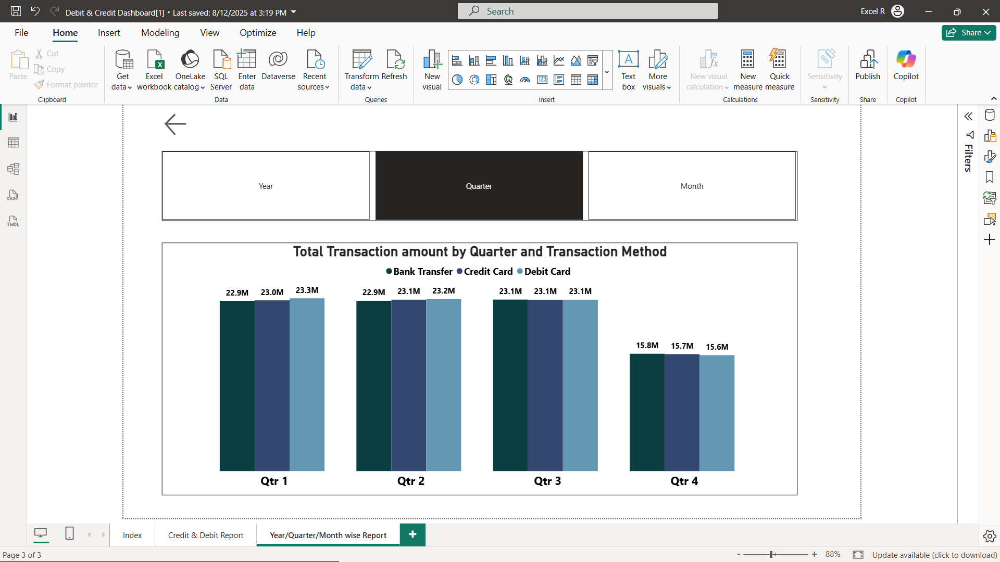 Debit & Credit Dashboard[1] • Last saved: 8/12/2025 at 3:19 PM
Search
Excel R
File Home Insert Modeling View Optimize Help
Share
Paste
Cut
Copy
Format painter
Clipboard
Get data
Excel workbook
OneLake catalog
SQL Server
Enter data
Dataverse
Recent sources
Data
Transform data
Refresh
Queries
New visual
123
Insert
A
Text box
More visuals
New visual calculation
New measure
Quick measure
Calculations
Sensitivity
Sensitivity
Publish
Share
Copilot
Copilot
DAX
TMDL
Filters
Year Quarter Month
Total Transaction amount by Quarter and Transaction Method
Bank Transfer Credit Card Debit Card
22.9M 23.0M 23.3M
22.9M 23.1M 23.2M
23.1M 23.1M 23.1M
15.8M 15.7M 15.6M
Qtr 1 Qtr 2 Qtr 3 Qtr 4
Index Credit & Debit Report Year/Quarter/Month wise Report +
Page 3 of 3
- + 88%
Update available (click to download)